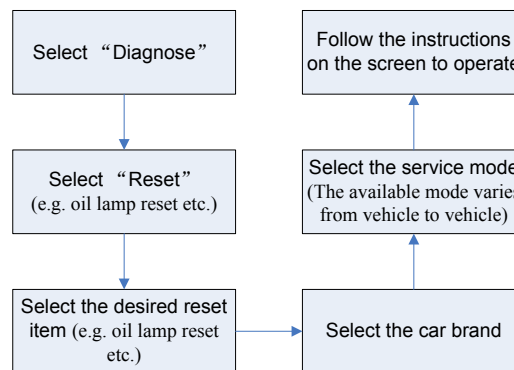 Select “Diagnose”
Select “Reset”
(e.g. oil lamp reset etc.)
Select the desired reset
item (e.g. oil lamp reset
etc.)
Select the car brand
Select the service mode
(The available mode varies
from vehicle to vehicle)
Follow the instructions
on the screen to operate